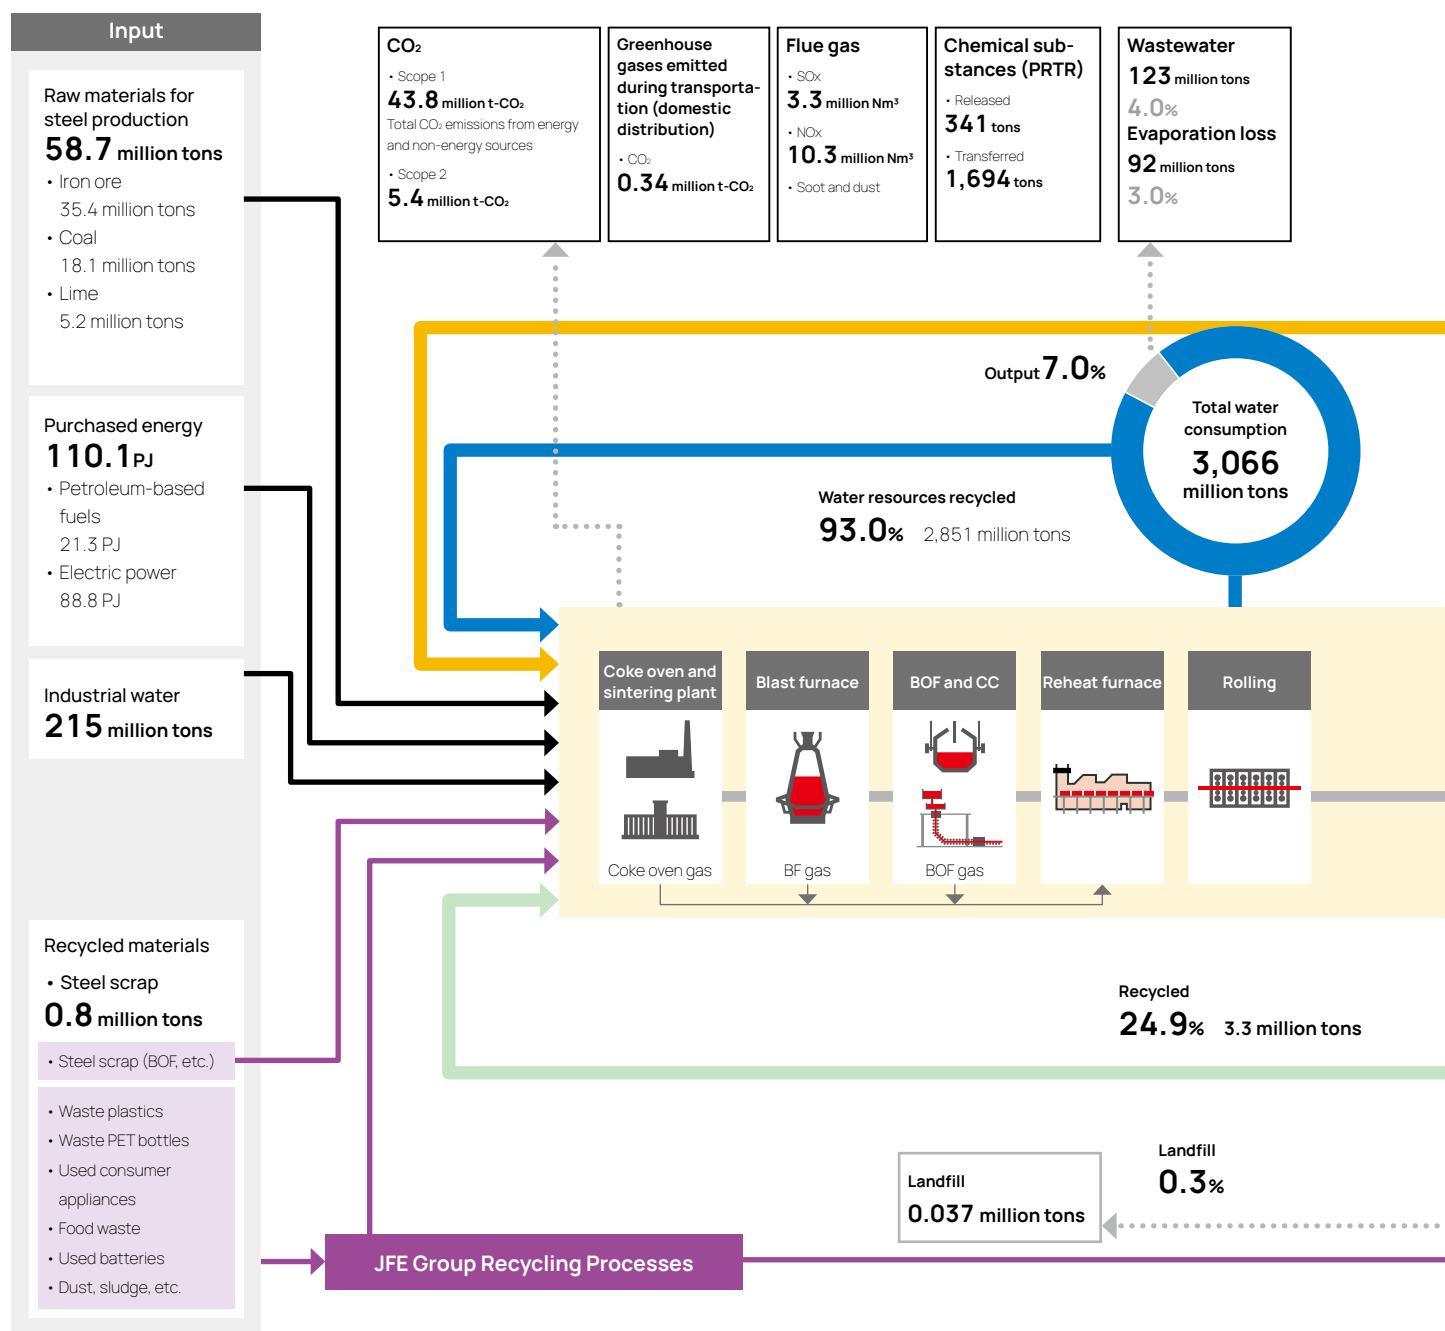 Input
Raw materials for
steel production
58.7 million tons
• Iron ore
35.4 million tons
• Coal
18.1 million tons
• Lime
5.2 million tons
Purchased energy
110.1 PJ
• Petroleum-based
fuels
21.3 PJ
• Electric power
88.8 PJ
Industrial water
215 million tons
Recycled materials
• Steel scrap
0.8 million tons
• Steel scrap (BOF, etc.)
• Waste plastics
• Waste PET bottles
• Used consumer
appliances
• Food waste
• Used batteries
• Dust, sludge, etc.
CO₂
• Scope 1
43.8 million t-CO₂
Total CO₂ emissions from energy
and non-energy sources
• Scope 2
5.4 million t-CO₂
Greenhouse
gases emitted
during transporta-
tion (domestic
distribution)
• CO₂
0.34 million t-CO₂
Flue gas
• SOx
3.3 million Nm³
• NOx
10.3 million Nm³
• Soot and dust
Chemical sub-
stances (PRTR)
• Released
341 tons
• Transferred
1,694 tons
Wastewater
123 million tons
4.0%
Evaporation loss
92 million tons
3.0%
Output 7.0%
Total water
consumption
3,066
million tons
Water resources recycled
93.0% 2,851 million tons
Coke oven and
sintering plant
Blast furnace
BOF and CC
Reheat furnace
Rolling
Coke oven gas
BF gas
BOF gas
Recycled
24.9% 3.3 million tons
Landfill
0.3%
Landfill
0.037 million tons
JFE Group Recycling Processes